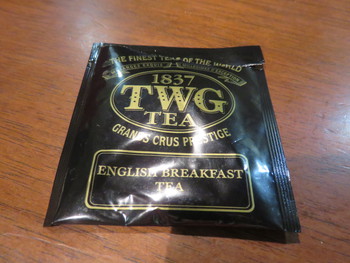 THE FINEST TEAS OF THE WORLD
1837
TWG
TEA
GRANDS CRUS PRESTIGE
ENGLISH BREAKFAST
TEA